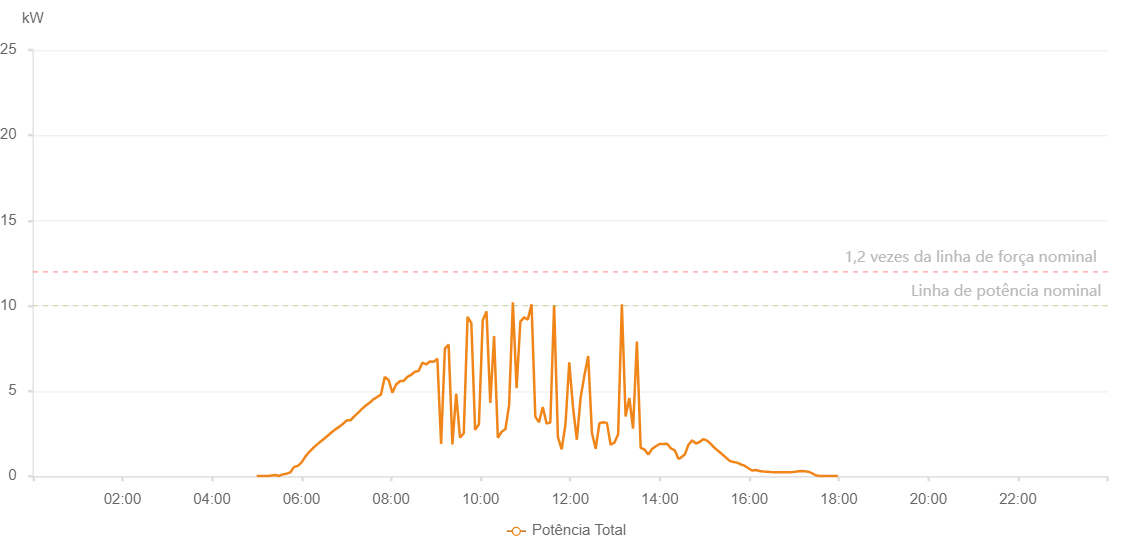 kW
25
20
15
1,2 vezes da linha de força nominal
Linha de potência nominal
10
5
0
02:00 04:00 06:00 08:00 10:00 12:00 14:00 16:00 18:00 20:00 22:00
Potência Total